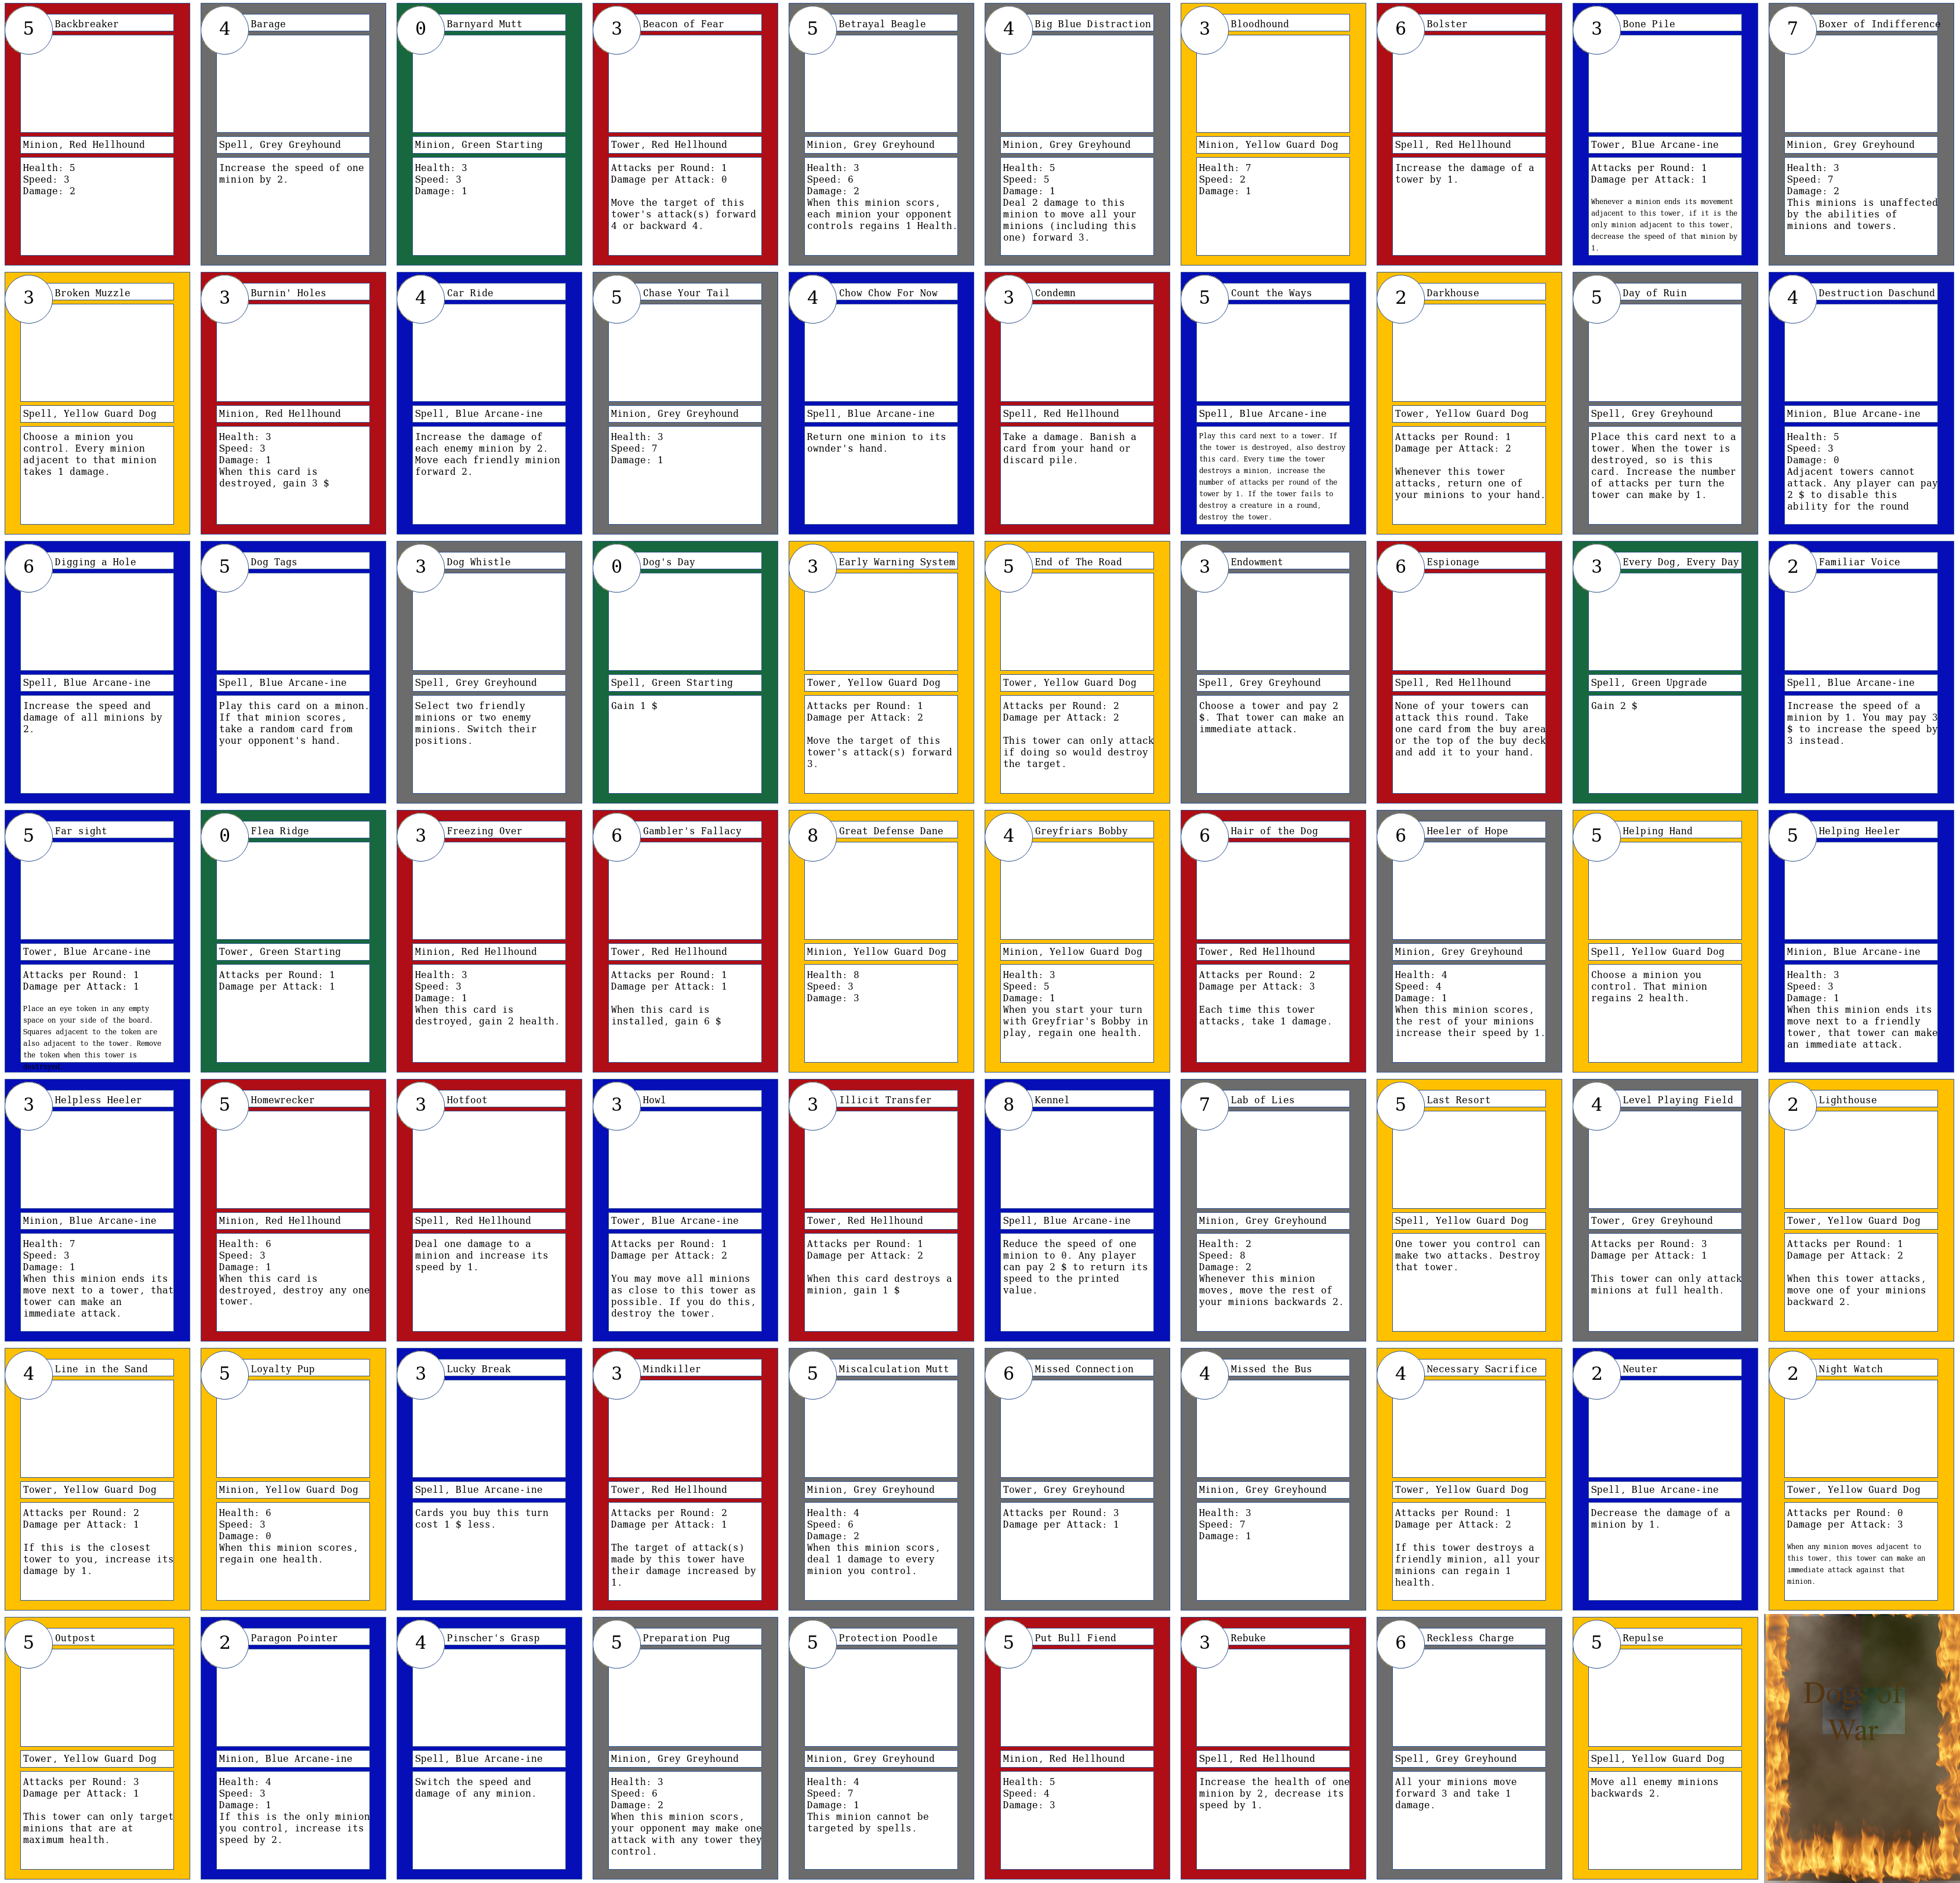 5
Backbreaker
Minion, Red Hellhound
Health: 5
Speed: 3
Damage: 2
4
Barage
Spell, Grey Greyhound
Increase the speed of one
minion by 2.
0
Barnyard Mutt
Minion, Green Starting
Health: 3
Speed: 3
Damage: 1
3
Beacon of Fear
Tower, Red Hellhound
Attacks per Round: 1
Damage per Attack: 0
Move the target of this
tower's attack(s) forward
4 or backward 4.
5
Betrayal Beagle
Minion, Grey Greyhound
Health: 3
Speed: 6
Damage: 2
When this minion scores,
each minion your opponent
controls regains 1 Health.
4
Big Blue Distraction
Minion, Grey Greyhound
Health: 5
Speed: 5
Damage: 1
Deal 2 damage to this
minion to move all your
minions (including this
one) forward 3.
3
Bloodhound
Minion, Yellow Guard Dog
Health: 7
Speed: 2
Damage: 1
6
Bolster
Spell, Red Hellhound
Increase the damage of a
tower by 1.
3
Bone Pile
Tower, Blue Arcane-ine
Attacks per Round: 1
Damage per Attack: 1
Whenever a minion ends its movement
adjacent to this tower, if it is the
only minion adjacent to this tower,
decrease the speed of that minion by
1.
7
Boxer of Indifference
Minion, Grey Greyhound
Health: 3
Speed: 7
Damage: 2
This minions is unaffected
by the abilities of
minions and towers.
3
Broken Muzzle
Spell, Yellow Guard Dog
Choose a minion you
control. Every minion
adjacent to that minion
takes 1 damage.
3
Burnin' Holes
Minion, Red Hellhound
Health: 3
Speed: 3
Damage: 1
When this card is
destroyed, gain 3 $
4
Car Ride
Spell, Blue Arcane-ine
Increase the damage of
each enemy minion by 2.
Move each friendly minion
forward 2.
5
Chase Your Tail
Minion, Grey Greyhound
Health: 3
Speed: 7
Damage: 1
4
Chow Chow For Now
Spell, Blue Arcane-ine
Return one minion to its
ownder's hand.
3
Condemn
Spell, Red Hellhound
Take a damage. Banish a
card from your hand or
discard pile.
5
Count the Ways
Spell, Blue Arcane-ine
Play this card next to a tower. If
the tower is destroyed, also destroy
this card. Every time the tower
destroys a minion, increase the
number of attacks per round of the
tower by 1. If the tower fails to
destroy a creature in a round,
destroy the tower.
2
Darkhouse
Tower, Yellow Guard Dog
Attacks per Round: 1
Damage per Attack: 2
Whenever this tower
attacks, return one of
your minions to your hand.
5
Day of Ruin
Spell, Grey Greyhound
Place this card next to a
tower. When the tower is
destroyed, so is this
card. Increase the number
of attacks per turn the
tower can make by 1.
4
Destruction Daschund
Minion, Blue Arcane-ine
Health: 5
Speed: 3
Damage: 0
Adjacent towers cannot
attack. Any player can pay
2 $ to disable this
ability for the round
6
Digging a Hole
Spell, Blue Arcane-ine
Increase the speed and
damage of all minions by
2.
5
Dog Tags
Spell, Blue Arcane-ine
Play this card on a minon.
If that minion scores,
take a random card from
your opponent's hand.
3
Dog Whistle
Spell, Grey Greyhound
Select two friendly
minions or two enemy
minions. Switch their
positions.
0
Dog's Day
Spell, Green Starting
Gain 1 $
3
Early Warning System
Tower, Yellow Guard Dog
Attacks per Round: 1
Damage per Attack: 2
Move the target of this
tower's attack(s) forward
3.
5
End of The Road
Tower, Yellow Guard Dog
Attacks per Round: 2
Damage per Attack: 2
This tower can only attack
if doing so would destroy
the target.
3
Endowment
Spell, Grey Greyhound
Choose a tower and pay 2
$. That tower can make an
immediate attack.
6
Espionage
Spell, Red Hellhound
None of your towers can
attack this round. Take
one card from the buy area
or the top of the buy deck
and add it to your hand.
3
Every Dog, Every Day
Spell, Green Upgrade
Gain 2 $
2
Familiar Voice
Spell, Blue Arcane-ine
Increase the speed of a
minion by 1. You may pay 3
$ to increase the speed by
3 instead.
5
Far sight
Tower, Blue Arcane-ine
Attacks per Round: 1
Damage per Attack: 1
Place an eye token in any empty
space on your side of the board.
Squares adjacent to the token are
also adjacent to the tower. Remove
the token when this tower is
destroyed.
0
Flea Ridge
Tower, Green Starting
Attacks per Round: 1
Damage per Attack: 1
3
Freezing Over
Minion, Red Hellhound
Health: 3
Speed: 3
Damage: 1
When this card is
destroyed, gain 2 health.
6
Gambler's Fallacy
Tower, Red Hellhound
Attacks per Round: 1
Damage per Attack: 1
When this card is
installed, gain 6 $
8
Great Defense Dane
Minion, Yellow Guard Dog
Health: 8
Speed: 3
Damage: 3
4
Greyfriars Bobby
Minion, Yellow Guard Dog
Health: 3
Speed: 5
Damage: 1
When you start your turn
with Greyfriar's Bobby in
play, regain one health.
6
Hair of the Dog
Tower, Red Hellhound
Attacks per Round: 2
Damage per Attack: 3
Each time this tower
attacks, take 1 damage.
6
Heeler of Hope
Minion, Grey Greyhound
Health: 4
Speed: 4
Damage: 1
When this minion scores,
the rest of your minions
increase their speed by 1.
5
Helping Hand
Spell, Yellow Guard Dog
Choose a minion you
control. That minion
regains 2 health.
5
Helping Heeler
Minion, Blue Arcane-ine
Health: 3
Speed: 3
Damage: 1
When this minion ends its
move next to a friendly
tower, that tower can make
an immediate attack.
3
Helpless Heeler
Minion, Blue Arcane-ine
Health: 7
Speed: 3
Damage: 1
When this minion ends its
move next to a tower, that
tower can make an
immediate attack.
5
Homewrecker
Minion, Red Hellhound
Health: 6
Speed: 3
Damage: 1
When this card is
destroyed, destroy any one
tower.
3
Hotfoot
Spell, Red Hellhound
Deal one damage to a
minion and increase its
speed by 1.
3
Howl
Tower, Blue Arcane-ine
Attacks per Round: 1
Damage per Attack: 2
You may move all minions
as close to this tower as
possible. If you do this,
destroy the tower.
3
Illicit Transfer
Tower, Red Hellhound
Attacks per Round: 1
Damage per Attack: 2
When this card destroys a
minion, gain 1 $
8
Kennel
Spell, Blue Arcane-ine
Reduce the speed of one
minion to 0. Any player
can pay 2 $ to return its
speed to the printed
value.
7
Lab of Lies
Minion, Grey Greyhound
Health: 2
Speed: 8
Damage: 2
Whenever this minion
moves, move the rest of
your minions backwards 2.
5
Last Resort
Spell, Yellow Guard Dog
One tower you control can
make two attacks. Destroy
that tower.
4
Level Playing Field
Tower, Grey Greyhound
Attacks per Round: 3
Damage per Attack: 1
This tower can only attack
minions at full health.
2
Lighthouse
Tower, Yellow Guard Dog
Attacks per Round: 1
Damage per Attack: 2
When this tower attacks,
move one of your minions
backward 2.
4
Line in the Sand
Tower, Yellow Guard Dog
Attacks per Round: 2
Damage per Attack: 1
If this is the closest
tower to you, increase its
damage by 1.
5
Loyalty Pup
Minion, Yellow Guard Dog
Health: 6
Speed: 3
Damage: 0
When this minion scores,
regain one health.
3
Lucky Break
Spell, Blue Arcane-ine
Cards you buy this turn
cost 1 $ less.
3
Mindkiller
Tower, Red Hellhound
Attacks per Round: 2
Damage per Attack: 1
The target of attack(s)
made by this tower have
their damage increased by
1.
5
Miscalculation Mutt
Minion, Grey Greyhound
Health: 4
Speed: 6
Damage: 2
When this minion scores,
deal 1 damage to every
minion you control.
6
Missed Connection
Tower, Grey Greyhound
Attacks per Round: 3
Damage per Attack: 1
4
Missed the Bus
Minion, Grey Greyhound
Health: 3
Speed: 7
Damage: 1
4
Necessary Sacrifice
Tower, Yellow Guard Dog
Attacks per Round: 1
Damage per Attack: 2
If this tower destroys a
friendly minion, all your
minions can regain 1
health.
2
Neuter
Spell, Blue Arcane-ine
Decrease the damage of a
minion by 1.
2
Night Watch
Tower, Yellow Guard Dog
Attacks per Round: 0
Damage per Attack: 3
When any minion moves adjacent to
this tower, this tower can make an
immediate attack against that
minion.
5
Outpost
Tower, Yellow Guard Dog
Attacks per Round: 3
Damage per Attack: 1
This tower can only target
minions that are at
maximum health.
2
Paragon Pointer
Minion, Blue Arcane-ine
Health: 4
Speed: 3
Damage: 1
If this is the only minion
you control, increase its
speed by 2.
4
Pinscher's Grasp
Spell, Blue Arcane-ine
Switch the speed and
damage of any minion.
5
Preparation Pug
Minion, Grey Greyhound
Health: 3
Speed: 6
Damage: 2
When this minion scors,
your opponent may make one
attack with any tower they
control.
5
Protection Poodle
Minion, Grey Greyhound
Health: 4
Speed: 7
Damage: 1
This minion cannot be
targeted by spells.
5
Put Bull Fiend
Minion, Red Hellhound
Health: 5
Speed: 4
Damage: 3
3
Rebuke
Spell, Red Hellhound
Increase the health of one
minion by 2, decrease its
speed by 1.
6
Reckless Charge
Spell, Grey Greyhound
All your minions move
forward 3 and take 1
damage.
5
Repulse
Spell, Yellow Guard Dog
Move all enemy minions
backwards 2.
Dogs of
War